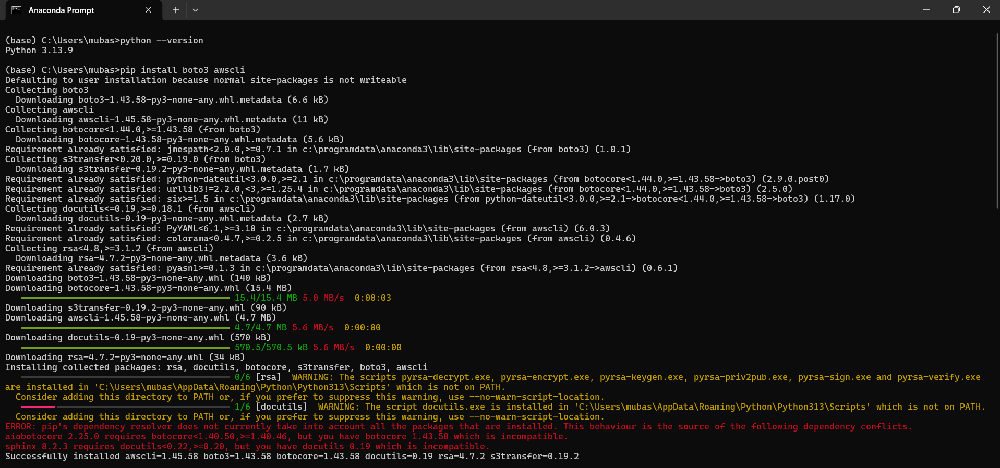 Anaconda Prompt
(base) C:\Users\mubas>python --version
Python 3.13.9
(base) C:\Users\mubas>pip install boto3 awscli
Defaulting to user installation because normal site-packages is not writeable
Collecting boto3
  Downloading boto3-1.43.58-py3-none-any.whl.metadata (6.6 kB)
Collecting awscli
  Downloading awscli-1.45.58-py3-none-any.whl.metadata (11 kB)
Collecting botocore<1.44.0,>=1.43.58 (from boto3)
  Downloading botocore-1.43.58-py3-none-any.whl.metadata (5.6 kB)
Requirement already satisfied: jmespath<2.0.0,>=0.7.1 in c:\programdata\anaconda3\lib\site-packages (from boto3) (1.0.1)
Collecting s3transfer<0.20.0,>=0.19.0 (from boto3)
  Downloading s3transfer-0.19.2-py3-none-any.whl.metadata (1.7 kB)
Requirement already satisfied: python-dateutil<3.0.0,>=2.1 in c:\programdata\anaconda3\lib\site-packages (from botocore<1.44.0,>=1.43.58->boto3) (2.9.0.post0)
Requirement already satisfied: urllib3!=2.2.0,<3,>=1.25.4 in c:\programdata\anaconda3\lib\site-packages (from botocore<1.44.0,>=1.43.58->boto3) (2.5.0)
Requirement already satisfied: six>=1.5 in c:\programdata\anaconda3\lib\site-packages (from python-dateutil<3.0.0,>=2.1->botocore<1.44.0,>=1.43.58->boto3) (1.17.0)
Collecting docutils<=0.19,>=0.18.1 (from awscli)
  Downloading docutils-0.19-py3-none-any.whl.metadata (2.7 kB)
Requirement already satisfied: PyYAML<6.1,>=3.10 in c:\programdata\anaconda3\lib\site-packages (from awscli) (6.0.3)
Requirement already satisfied: colorama<0.4.7,>=0.2.5 in c:\programdata\anaconda3\lib\site-packages (from awscli) (0.4.6)
Collecting rsa<4.8,>=3.1.2 (from awscli)
  Downloading rsa-4.7.2-py3-none-any.whl.metadata (3.6 kB)
Requirement already satisfied: pyasn1>=0.1.3 in c:\programdata\anaconda3\lib\site-packages (from rsa<4.8,>=3.1.2->awscli) (0.6.1)
Downloading boto3-1.43.58-py3-none-any.whl (140 kB)
Downloading botocore-1.43.58-py3-none-any.whl (15.4 MB)
15.4/15.4 MB 5.0 MB/s  0:00:03
Downloading s3transfer-0.19.2-py3-none-any.whl (90 kB)
Downloading awscli-1.45.58-py3-none-any.whl (4.7 MB)
4.7/4.7 MB 5.6 MB/s  0:00:00
Downloading docutils-0.19-py3-none-any.whl (570 kB)
570.5/570.5 kB 5.6 MB/s  0:00:00
Downloading rsa-4.7.2-py3-none-any.whl (34 kB)
Installing collected packages: rsa, docutils, botocore, s3transfer, boto3, awscli
0/6 [rsa]  WARNING: The scripts pyrsa-decrypt.exe, pyrsa-encrypt.exe, pyrsa-keygen.exe, pyrsa-priv2pub.exe, pyrsa-sign.exe and pyrsa-verify.exe
are installed in 'C:\Users\mubas\AppData\Roaming\Python\Python313\Scripts' which is not on PATH.
  Consider adding this directory to PATH or, if you prefer to suppress this warning, use --no-warn-script-location.
1/6 [docutils]  WARNING: The script docutils.exe is installed in 'C:\Users\mubas\AppData\Roaming\Python\Python313\Scripts' which is not on PATH.
  Consider adding this directory to PATH or, if you prefer to suppress this warning, use --no-warn-script-location.
ERROR: pip's dependency resolver does not currently take into account all the packages that are installed. This behaviour is the source of the following dependency conflicts.
aiobotocore 2.25.0 requires botocore<1.40.50,>=1.40.46, but you have botocore 1.43.58 which is incompatible.
sphinx 8.2.3 requires docutils<0.22,>=0.20, but you have docutils 0.19 which is incompatible.
Successfully installed awscli-1.45.58 boto3-1.43.58 botocore-1.43.58 docutils-0.19 rsa-4.7.2 s3transfer-0.19.2